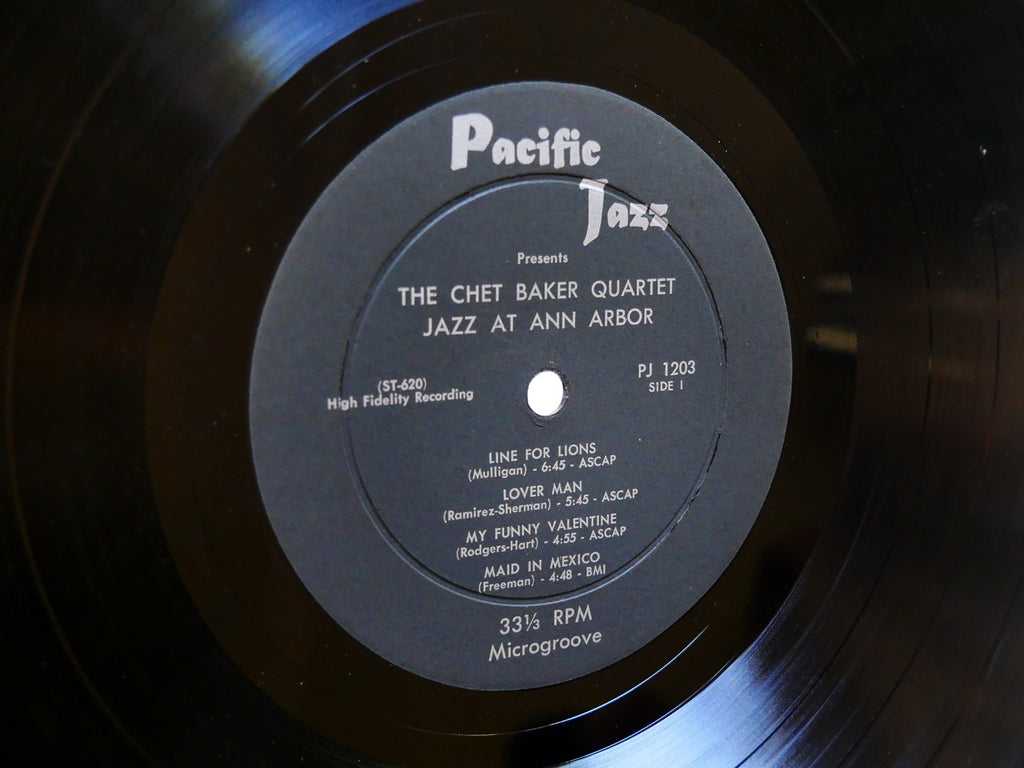 Pacific
Jazz
Presents
THE CHET BAKER QUARTET
JAZZ AT ANN ARBOR
(ST-620)
High Fidelity Recording
PJ 1203
SIDE I
LINE FOR LIONS
(Mulligan) - 6:45 - ASCAP
LOVER MAN
(Ramirez-Sherman) - 5:45 - ASCAP
MY FUNNY VALENTINE
(Rodgers-Hart) - 4:55 - ASCAP
MAID IN MEXICO
(Freeman) - 4:48 - BMI
33⅓ RPM
Microgroove